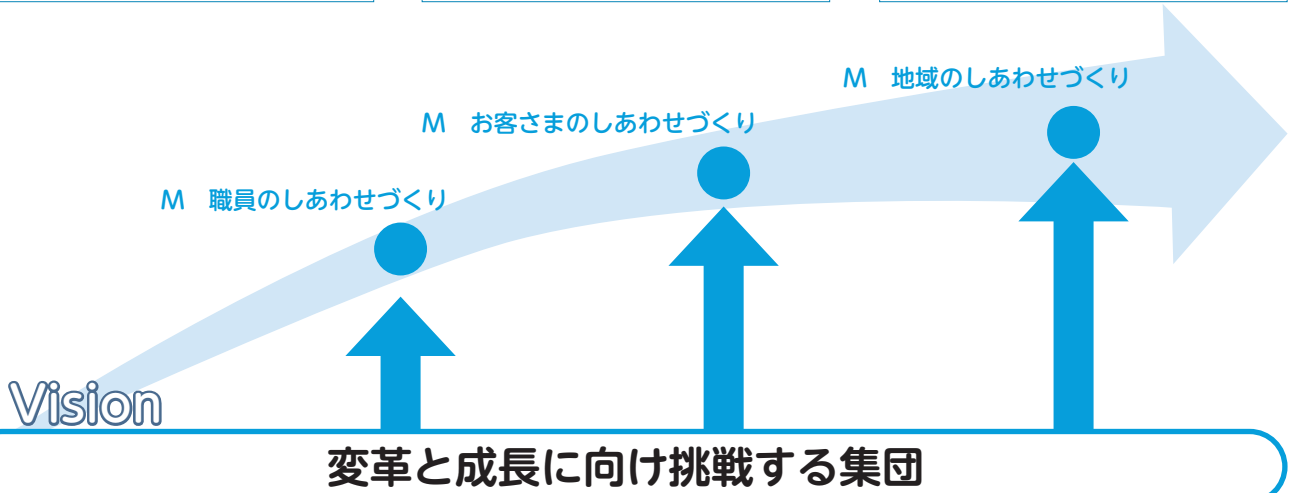 M 地域のしあわせづくり
M お客さまのしあわせづくり
M 職員のしあわせづくり
Vision
変革と成長に向け挑戦する集団